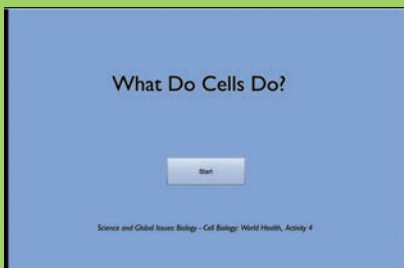 What Do Cells Do?
Start
Science and Global Issues: Biology - Cell Biology: World Health, Activity 4